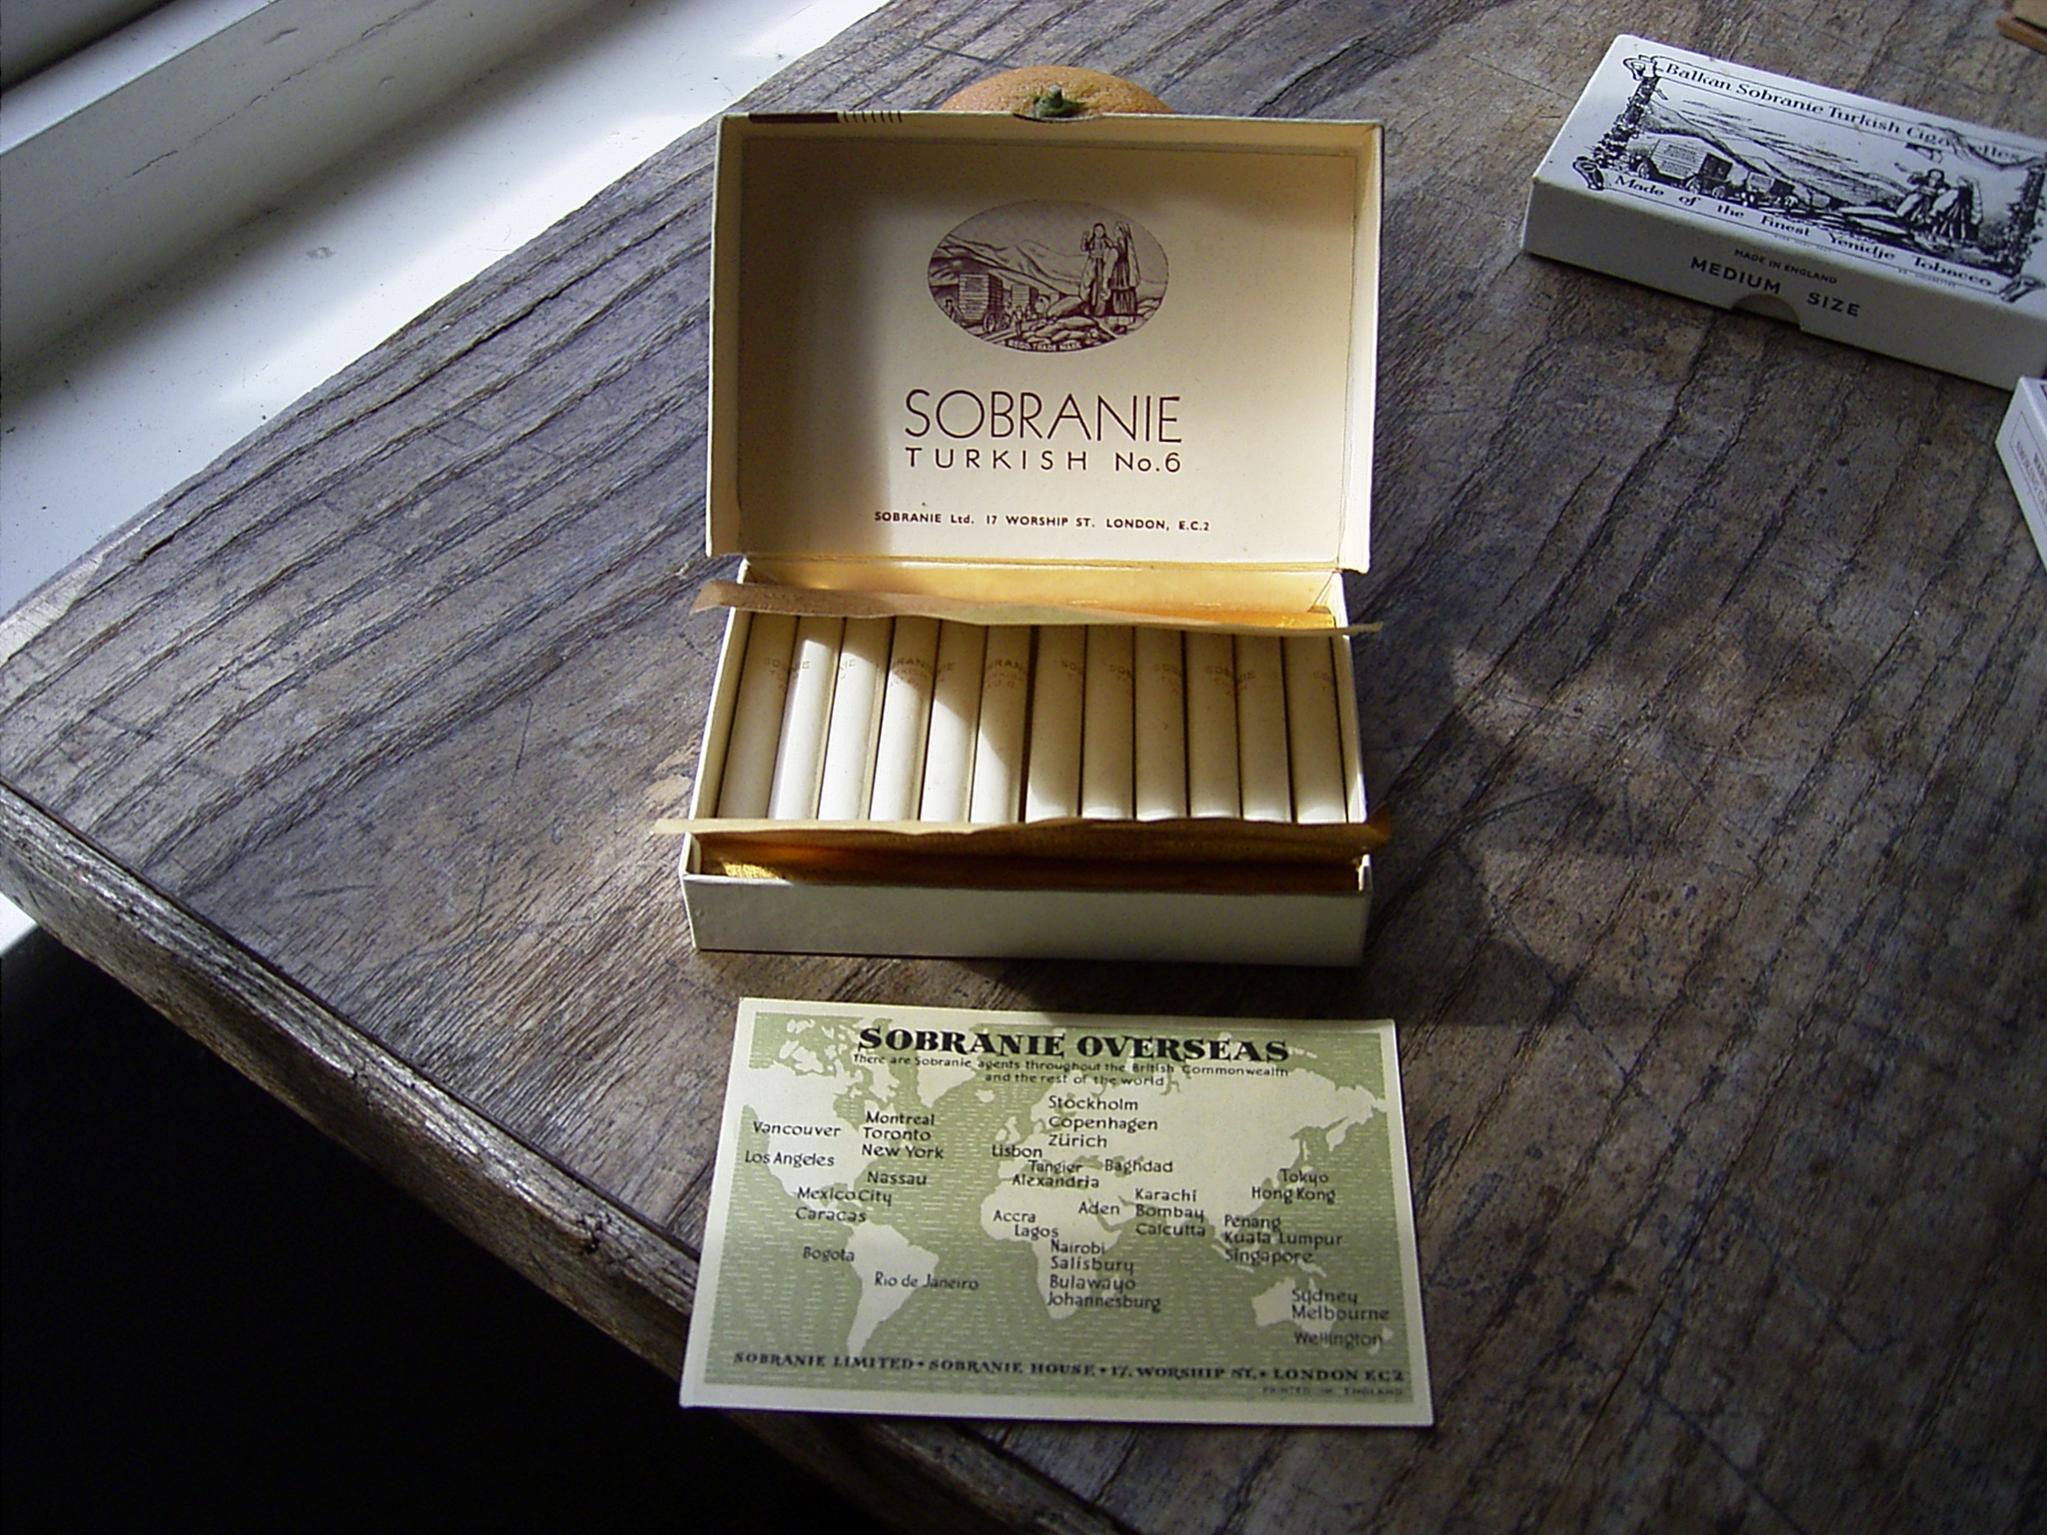 Balkan Sobranie Turkish Cigarettes
Made of the Finest Yenidje Tobacco
MADE IN ENGLAND
MEDIUM SIZE
REGD. TRADE MARK
SOBRANIE
TURKISH No.6
SOBRANIE Ltd. 17 WORSHIP ST. LONDON, E.C.2
SOBRANIE OVERSEAS
There are Sobranie agents throughout the British Commonwealth
and the rest of the world
Stockholm
Copenhagen
Zürich
Montreal
Toronto
New York
Vancouver
Los Angeles
Nassau
Mexico City
Caracas
Bogota
Rio de Janeiro
Lisbon
Tangier
Baghdad
Alexandria
Accra
Lagos
Aden
Karachi
Bombay
Calcutta
Nairobi
Salisbury
Bulawayo
Johannesburg
Tokyo
Hong Kong
Penang
Kuala Lumpur
Singapore
Sydney
Melbourne
Wellington
SOBRANIE LIMITED • SOBRANIE HOUSE • 17, WORSHIP ST. • LONDON EC2
PRINTED IN ENGLAND